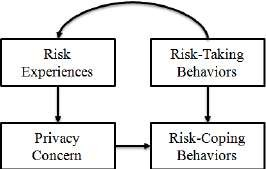 Risk
Experiences
Risk-Taking
Behaviors
Privacy
Concern
Risk-Coping
Behaviors